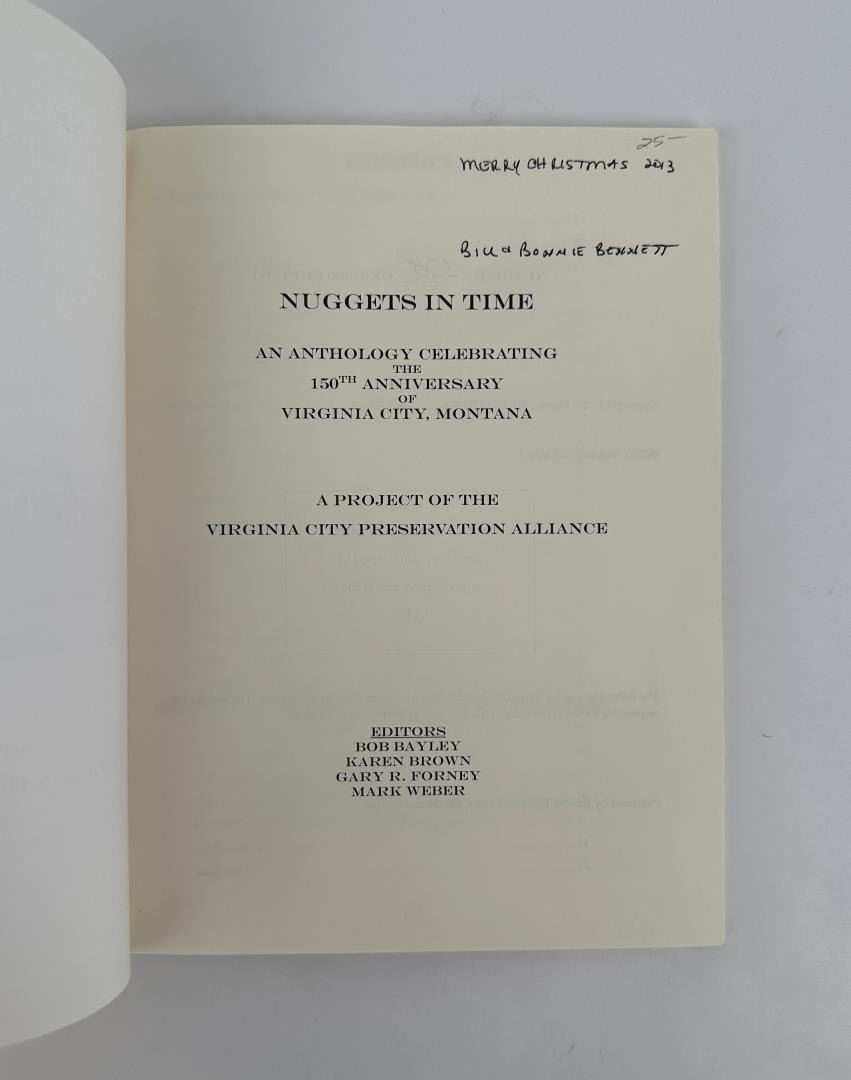 25—
MERRY CHRISTMAS 2013
BILL & BONNIE BENNETT
NUGGETS IN TIME
AN ANTHOLOGY CELEBRATING
THE
150TH ANNIVERSARY
OF
VIRGINIA CITY, MONTANA
A PROJECT OF THE
VIRGINIA CITY PRESERVATION ALLIANCE
EDITORS
BOB BAYLEY
KAREN BROWN
GARY R. FORNEY
MARK WEBER